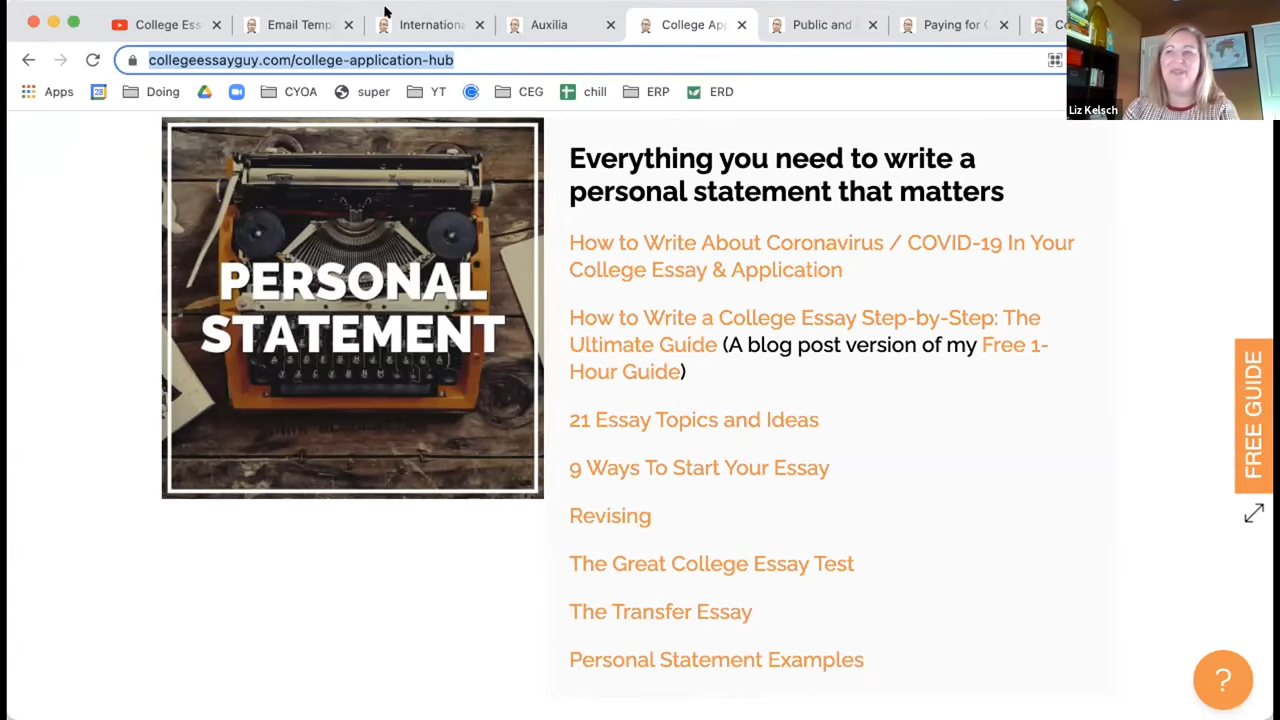 College Ess
Email Temp
Internationa
Auxilia
College Ap
Public and
Paying for C
collegeessayguy.com/college-application-hub
Apps
28
Doing
CYOA
super
YT
CEG
chill
ERP
ERD
Liz Kelsch
PERSONAL
STATEMENT
Everything you need to write a
personal statement that matters
How to Write About Coronavirus / COVID-19 In Your
College Essay & Application
How to Write a College Essay Step-by-Step: The
Ultimate Guide (A blog post version of my Free 1-
Hour Guide)
21 Essay Topics and Ideas
9 Ways To Start Your Essay
Revising
The Great College Essay Test
The Transfer Essay
Personal Statement Examples
FREE GUIDE
?